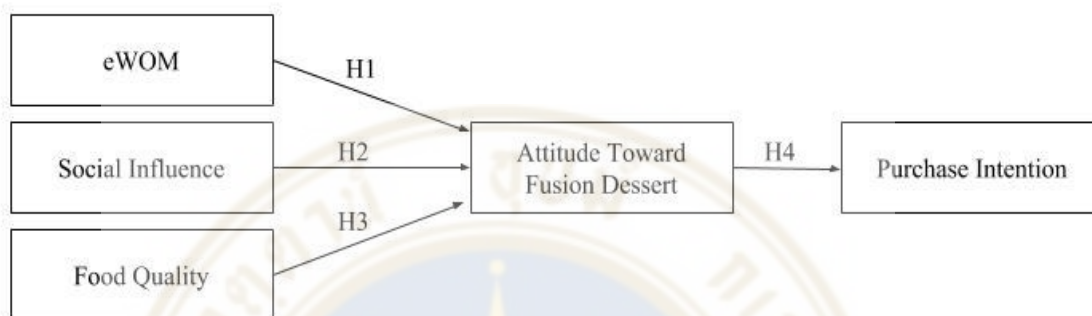 eWOM
H1
Social Influence
H2
Attitude Toward
Fusion Dessert
H4
Purchase Intention
H3
Food Quality